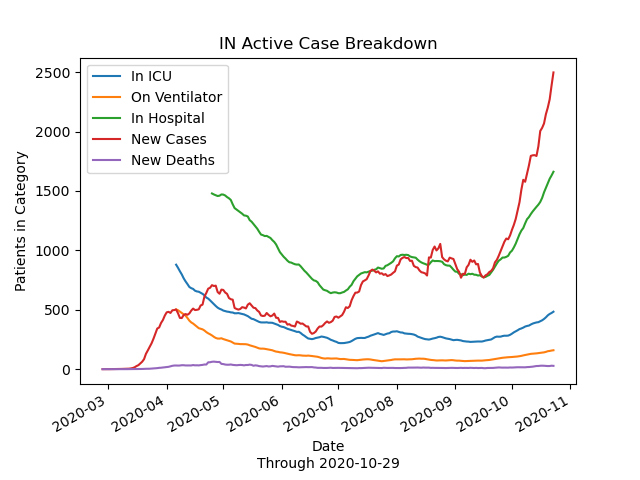 IN Active Case Breakdown
In ICU
On Ventilator
In Hospital
New Cases
New Deaths
Patients in Category
2500
2000
1500
1000
500
0
2020-03
2020-04
2020-05
2020-06
2020-07
2020-08
2020-09
2020-10
2020-11
Date
Through 2020-10-29